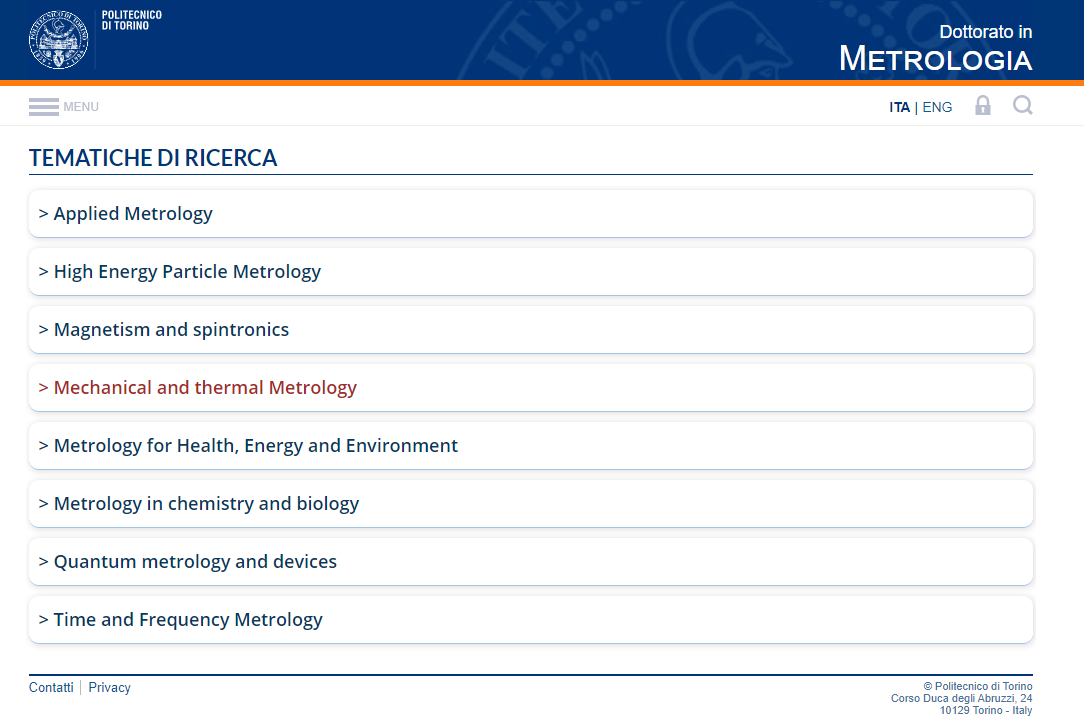 POLITECNICO
DI TORINO
Dottorato in
METROLOGIA
MENU
ITA | ENG
TEMATICHE DI RICERCA
> Applied Metrology
> High Energy Particle Metrology
> Magnetism and spintronics
> Mechanical and thermal Metrology
> Metrology for Health, Energy and Environment
> Metrology in chemistry and biology
> Quantum metrology and devices
> Time and Frequency Metrology
Contatti | Privacy
© Politecnico di Torino
Corso Duca degli Abruzzi, 24
10129 Torino - Italy